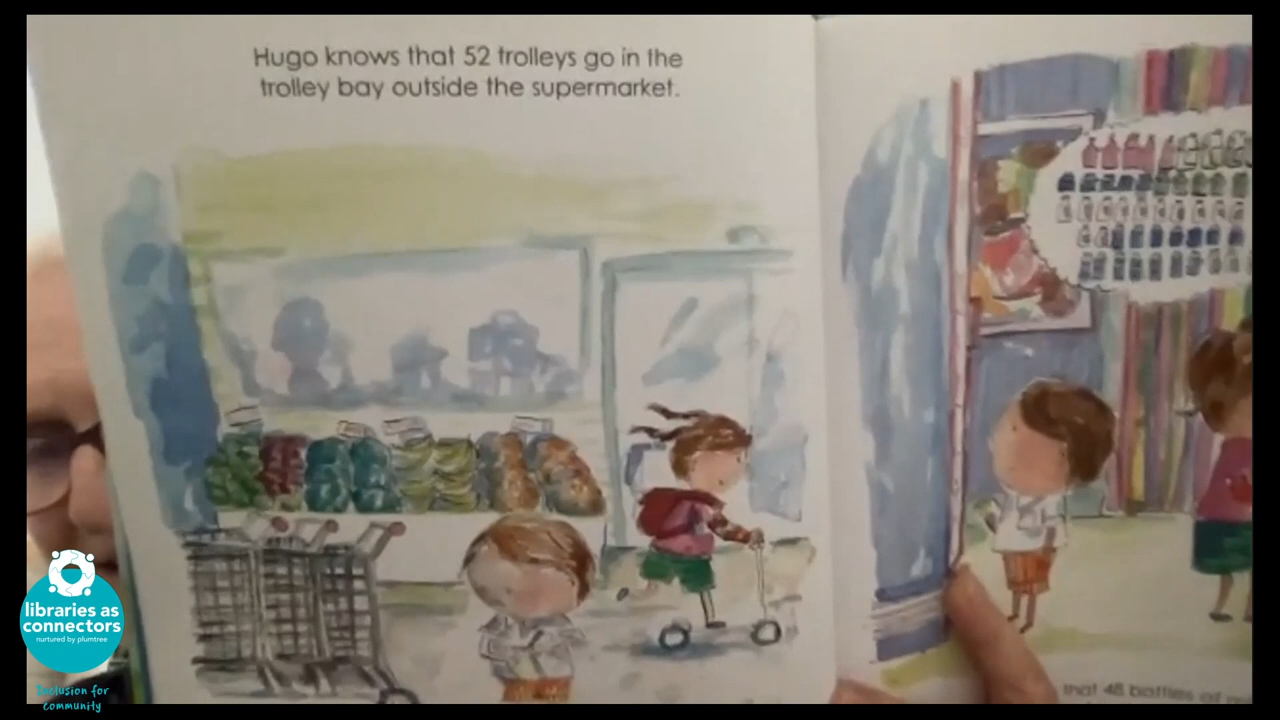 Hugo knows that 52 trolleys go in the
trolley bay outside the supermarket.
that 48 bottles of
libraries as
connectors
nurtured by plumtree
Inclusion for
community